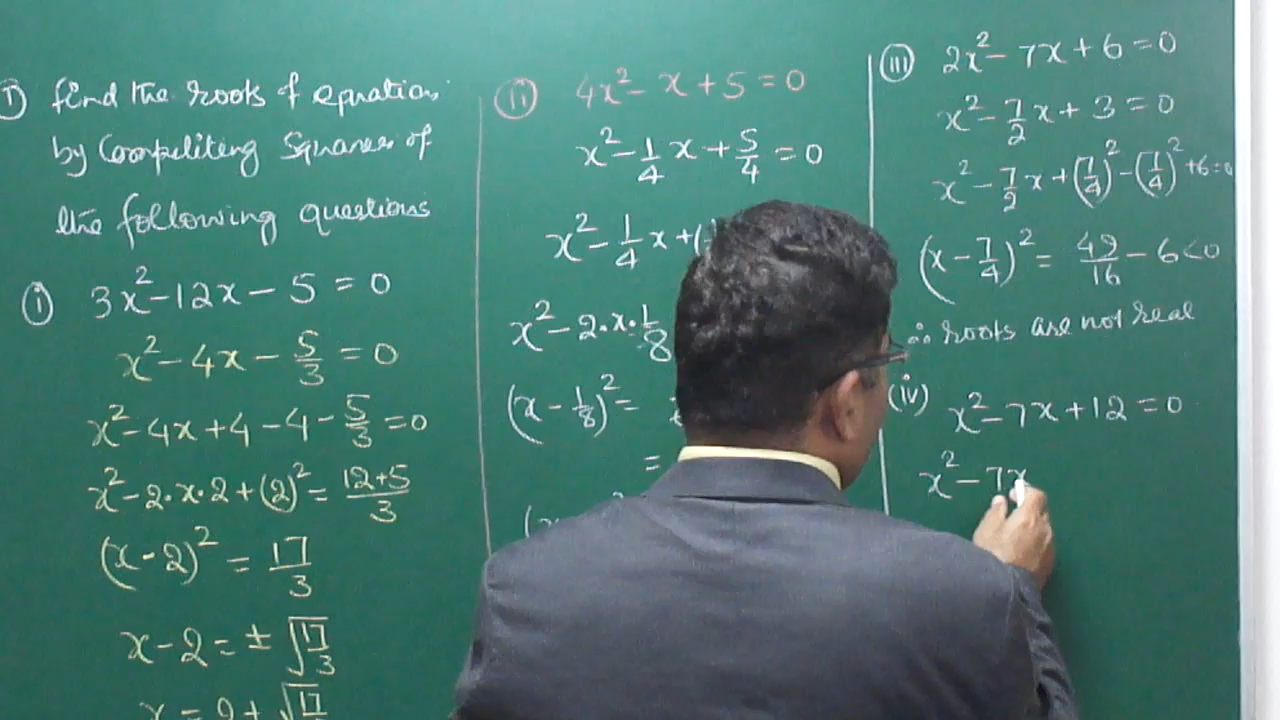 1) find the roots of equation
by Compeliting Squares of
the following questions
(i) 3x² - 12x - 5 = 0
x² - 4x - 5/3 = 0
x² - 4x + 4 - 4 - 5/3 = 0
x² - 2·x·2 + (2)² = 12+5/3
(x - 2)² = 17/3
x - 2 = ± √17/3
x = 2 + √17
(ii) 4x² - x + 5 = 0
x² - 1/4 x + 5/4 = 0
x² - 1/4 x + (
x² - 2·x·1/8
(x - 1/8)² =
=
(iii) 2x² - 7x + 6 = 0
x² - 7/2 x + 3 = 0
x² - 7/2 x + (7/4)² - (7/4)² + 6 = 0
(x - 7/4)² = 49/16 - 6 < 0
∴ roots are not real
(iv) x² - 7x + 12 = 0
x² - 7x